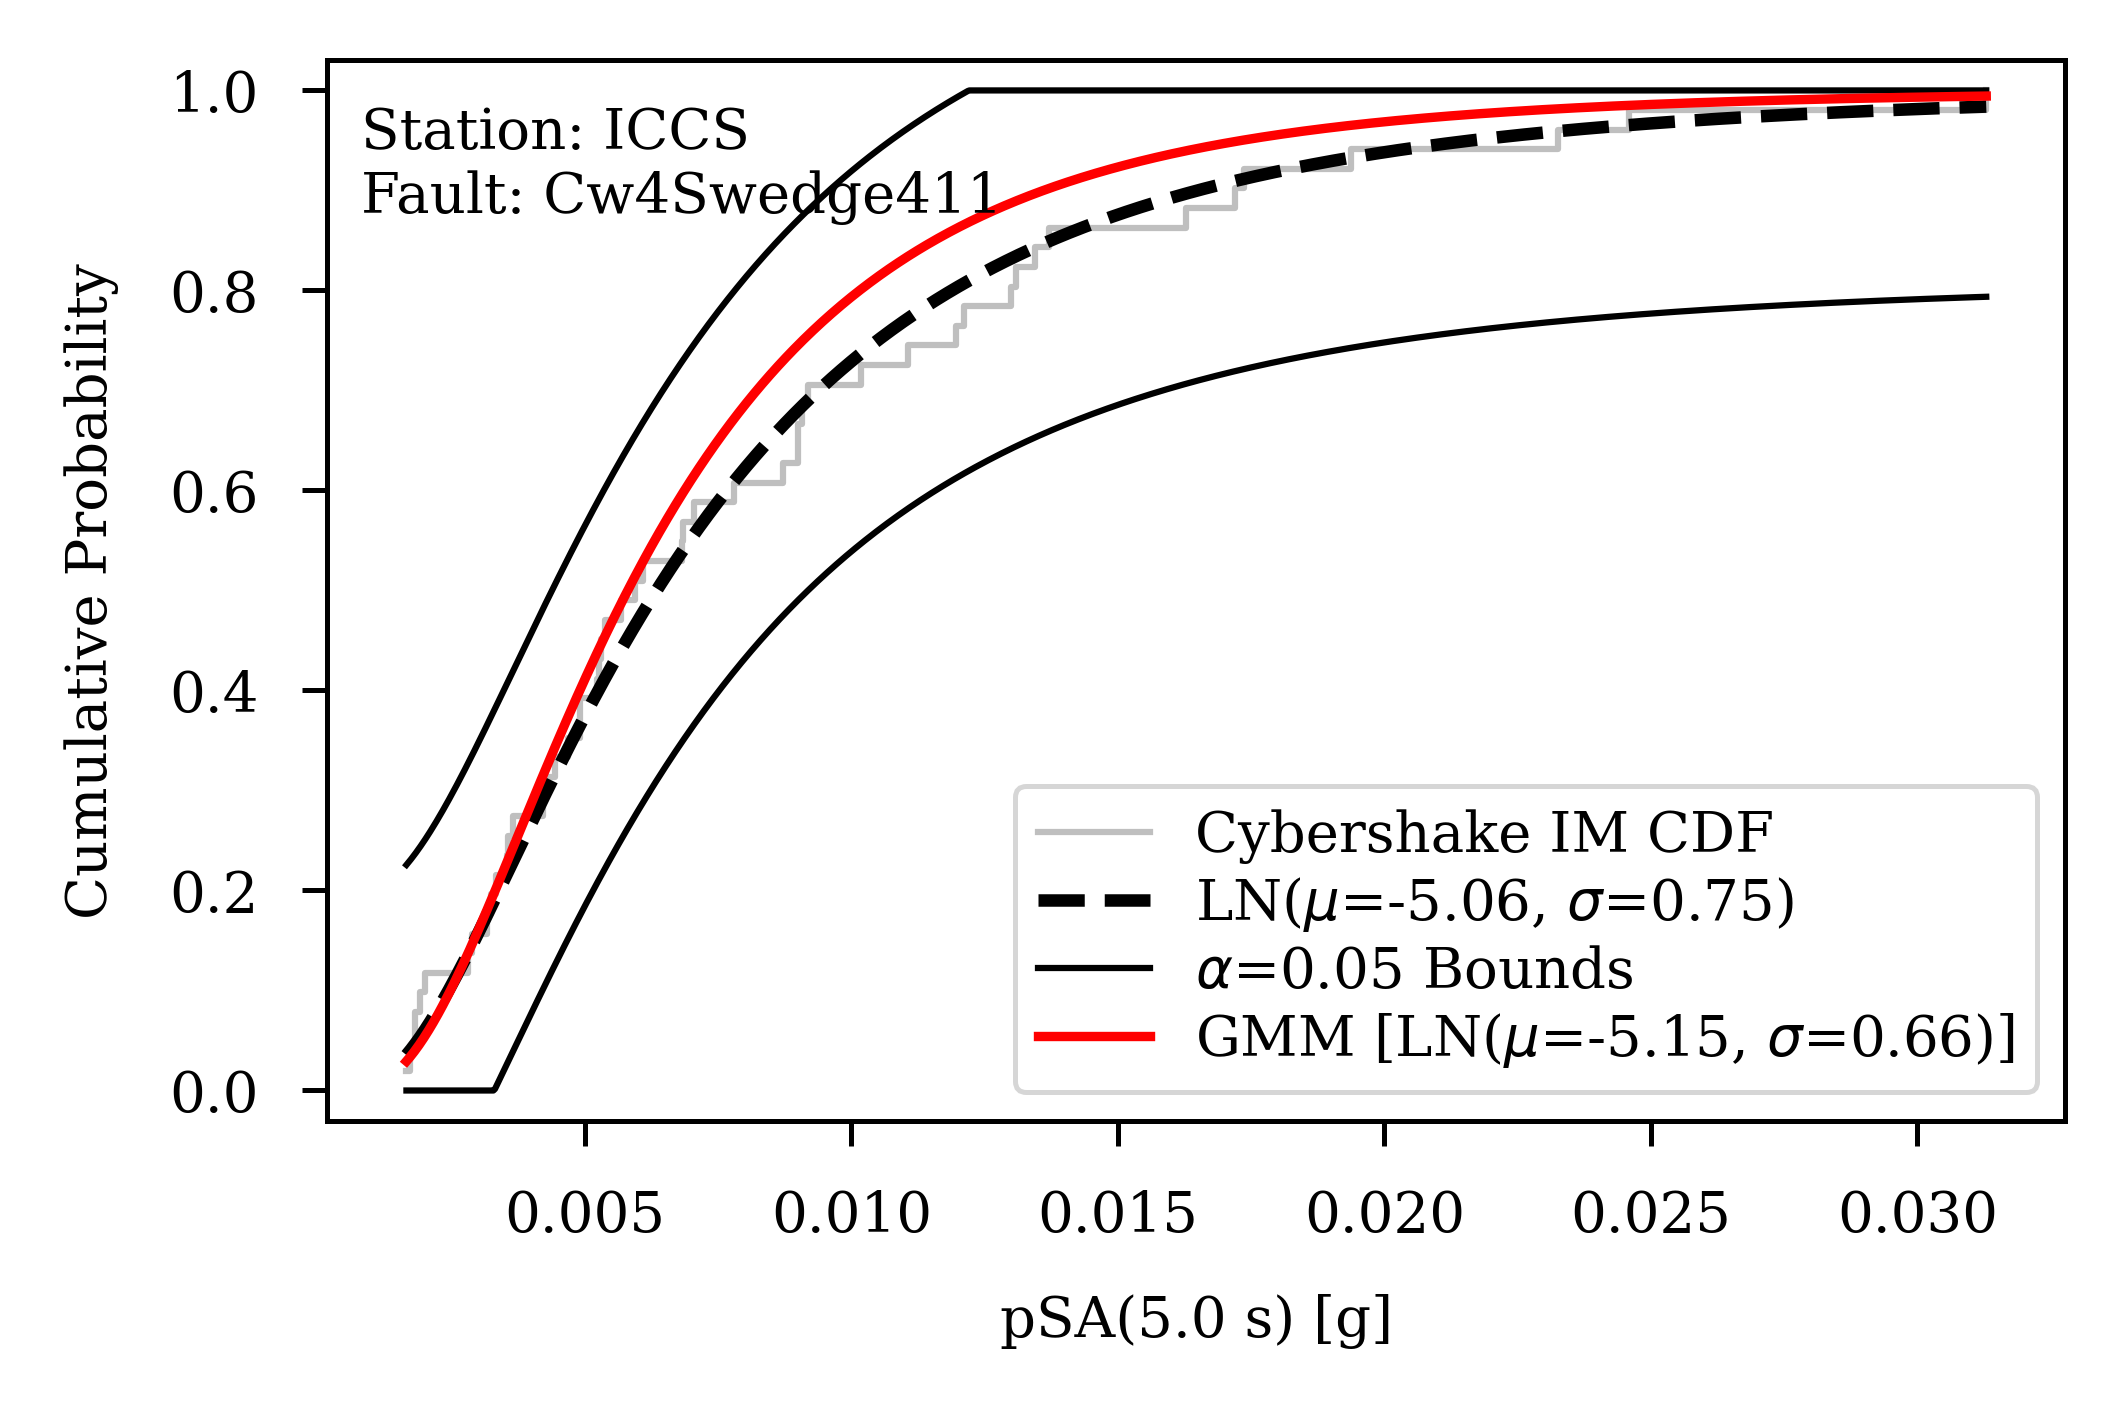 Station: ICCS
Fault: Cw4Swedge411
1.0
0.8
0.6
0.4
0.2
0.0
Cumulative Probability
Cybershake IM CDF
LN(μ=-5.06, σ=0.75)
α=0.05 Bounds
GMM [LN(μ=-5.15, σ=0.66)]
0.005 0.010 0.015 0.020 0.025 0.030
pSA(5.0 s) [g]